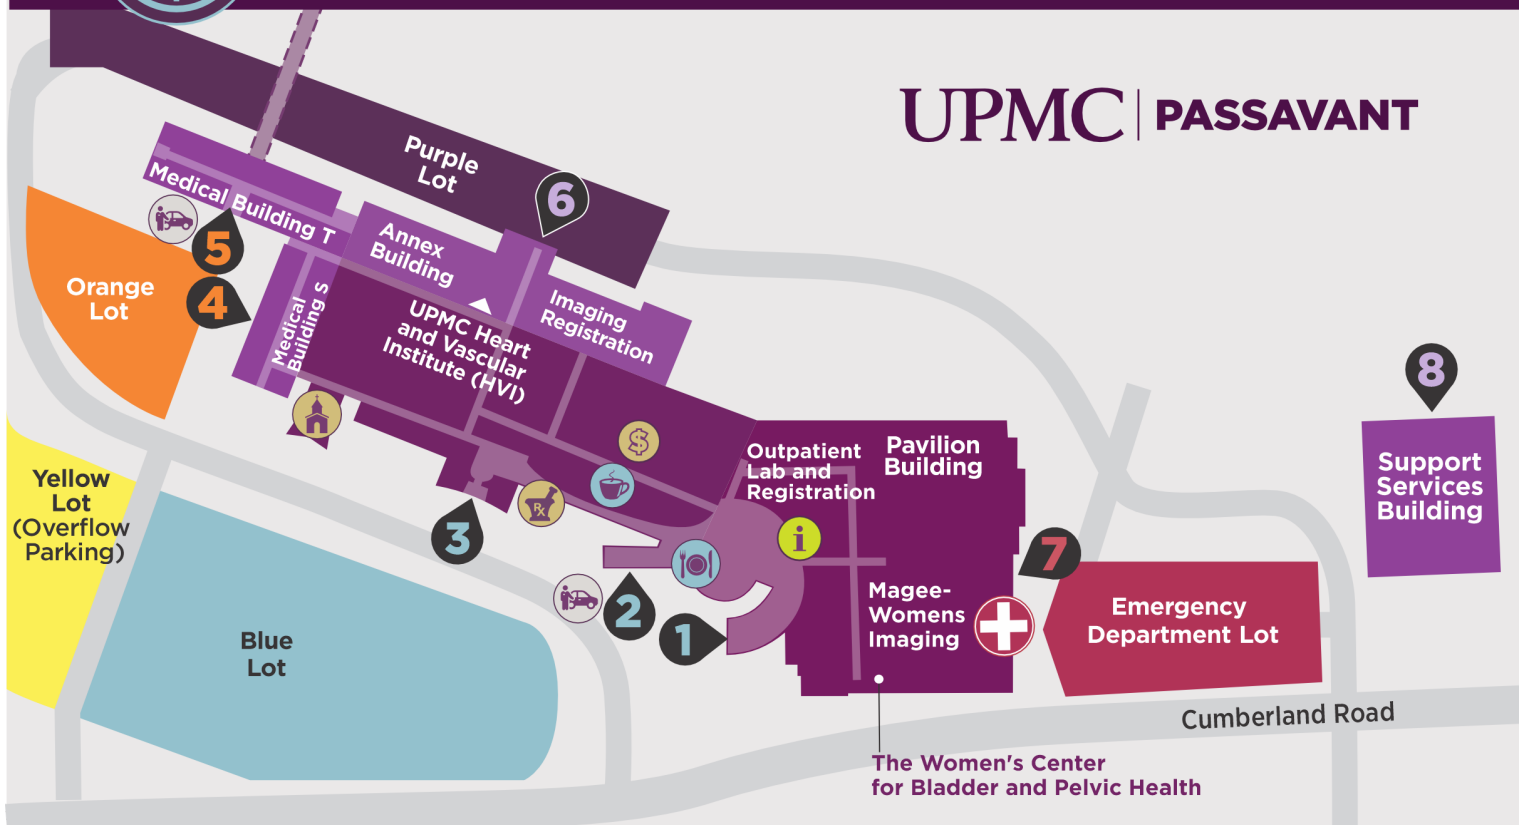 UPMC | PASSAVANT
Purple
Lot
6
Medical Building T
Annex
Building
5
4
Orange
Lot
Medical
Building S
UPMC Heart
and Vascular
Institute (HVI)
Imaging
Registration
8
Support
Services
Building
$
Outpatient
Lab and
Registration
Pavilion
Building
Yellow
Lot
(Overflow
Parking)
Rx
3
i
7
2
1
Magee-
Womens
Imaging
Emergency
Department Lot
Blue
Lot
Cumberland Road
The Women's Center
for Bladder and Pelvic Health